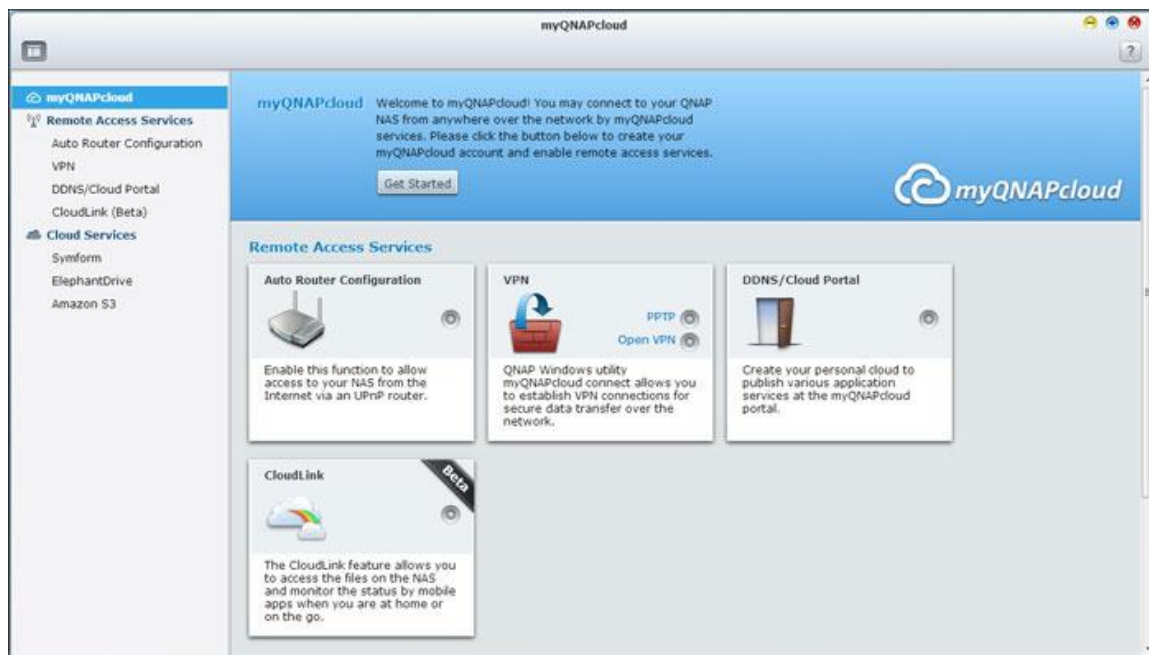 myQNAPcloud
?
myQNAPcloud
Remote Access Services
Auto Router Configuration
VPN
DDNS/Cloud Portal
CloudLink (Beta)
Cloud Services
Symform
ElephantDrive
Amazon S3
myQNAPcloud
Welcome to myQNAPcloud! You may connect to your QNAP
NAS from anywhere over the network by myQNAPcloud
services. Please click the button below to create your
myQNAPcloud account and enable remote access services.
Get Started
myQNAPcloud
Remote Access Services
Auto Router Configuration
Enable this function to allow
access to your NAS from the
Internet via an UPnP router.
VPN
PPTP
Open VPN
QNAP Windows utility
myQNAPcloud connect allows you
to establish VPN connections for
secure data transfer over the
network.
DDNS/Cloud Portal
Create your personal cloud to
publish various application
services at the myQNAPcloud
portal.
CloudLink
Beta
The CloudLink feature allows you
to access the files on the NAS
and monitor the status by mobile
apps when you are at home or
on the go.